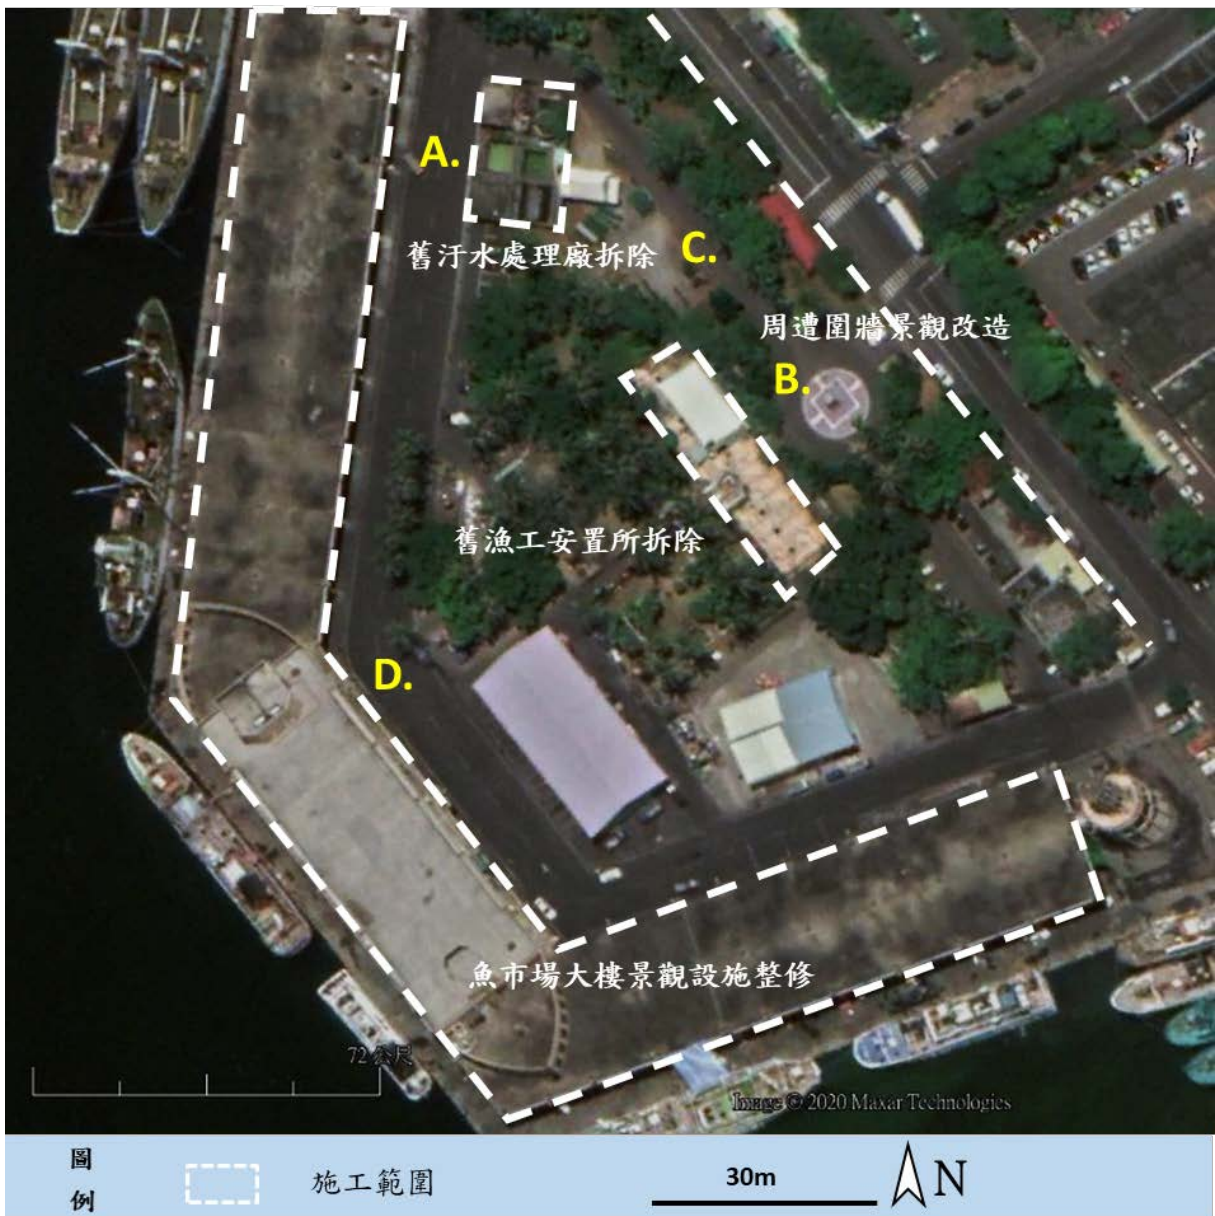 A.
舊汙水處理廠拆除
C.
周遭圍牆景觀改造
B.
舊漁工安置所拆除
D.
魚市場大樓景觀設施整修
72 公尺
Image © 2020 Maxar Technologies
圖例
施工範圍
30m
N